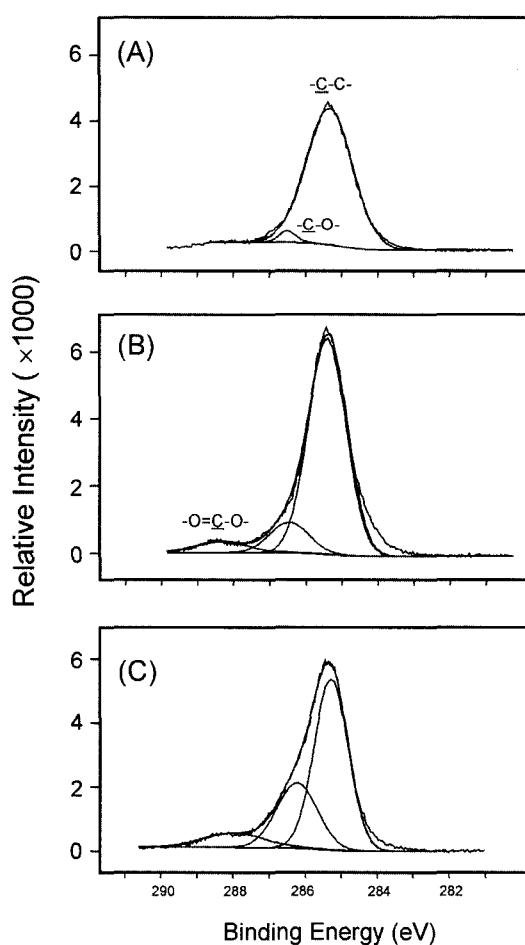 (A)
-C-C-
-C-O-
6
4
2
0
Relative Intensity ( ×1000)
(B)
-O=C-O-
6
4
2
0
(C)
6
4
2
0
290 288 286 284 282
Binding Energy (eV)